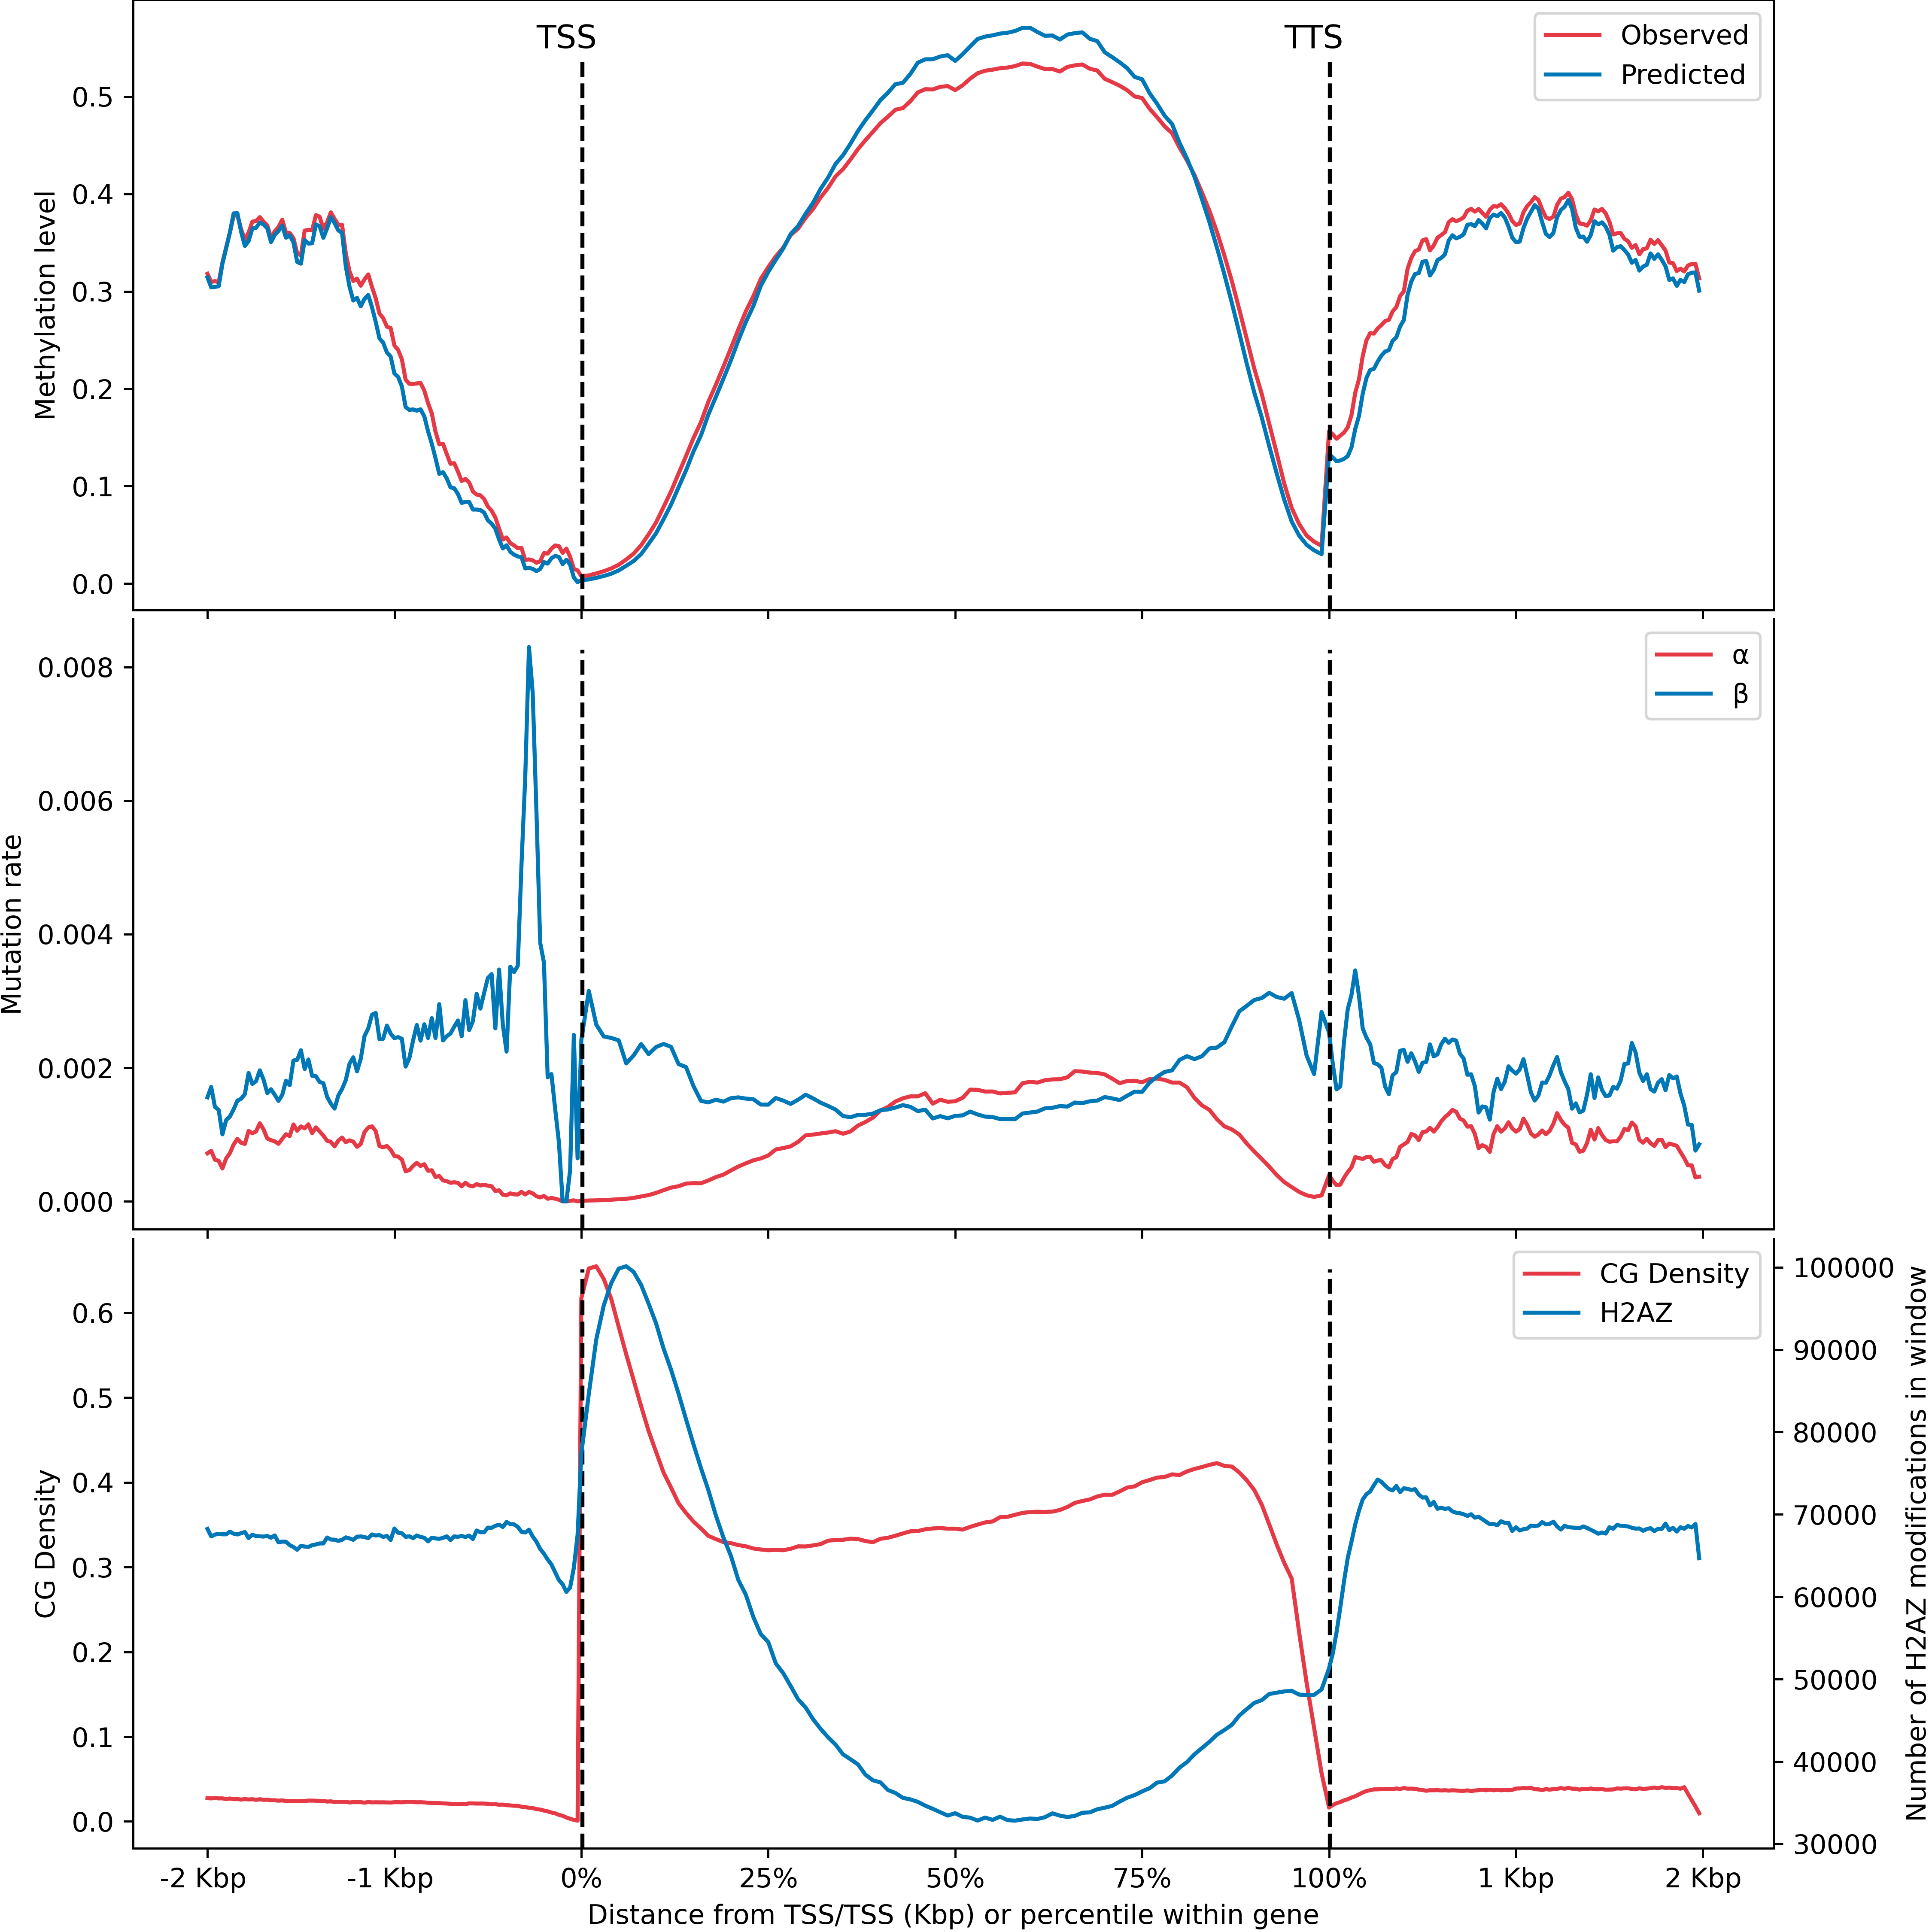 TSS
TTS
Observed
Predicted
0.5
0.4
0.3
0.2
0.1
0.0
Methylation level
α
β
0.008
0.006
0.004
0.002
0.000
Mutation rate
CG Density
H2AZ
0.6
0.5
0.4
0.3
0.2
0.1
0.0
CG Density
100000
90000
80000
70000
60000
50000
40000
30000
Number of H2AZ modifications in window
-2 Kbp
-1 Kbp
0%
25%
50%
75%
100%
1 Kbp
2 Kbp
Distance from TSS/TSS (Kbp) or percentile within gene